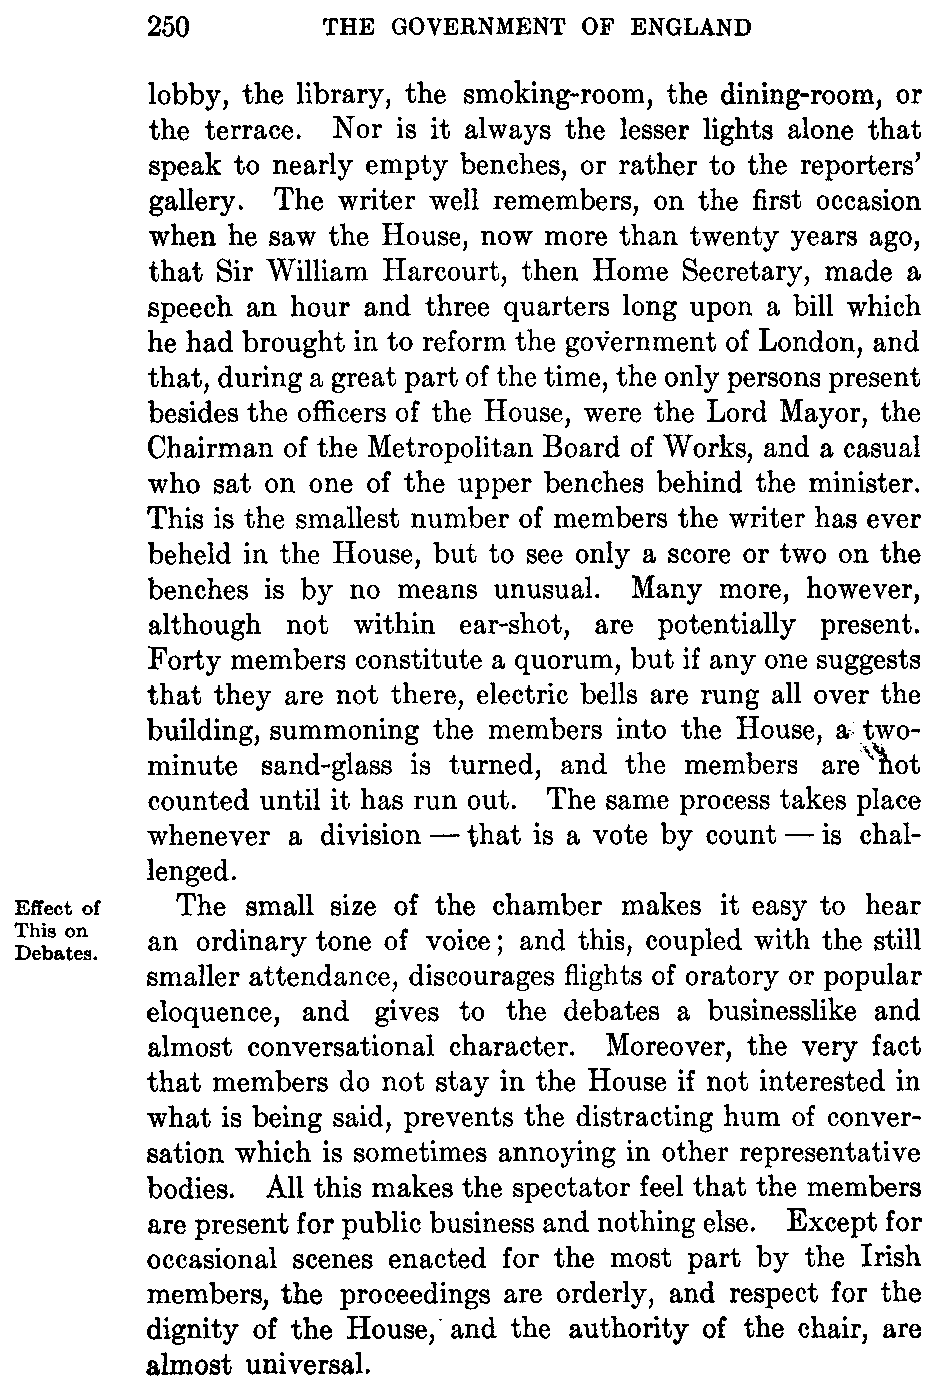 250 THE GOVERNMENT OF ENGLAND
lobby, the library, the smoking-room, the dining-room, or
the terrace. Nor is it always the lesser lights alone that
speak to nearly empty benches, or rather to the reporters'
gallery. The writer well remembers, on the first occasion
when he saw the House, now more than twenty years ago,
that Sir William Harcourt, then Home Secretary, made a
speech an hour and three quarters long upon a bill which
he had brought in to reform the government of London, and
that, during a great part of the time, the only persons present
besides the officers of the House, were the Lord Mayor, the
Chairman of the Metropolitan Board of Works, and a casual
who sat on one of the upper benches behind the minister.
This is the smallest number of members the writer has ever
beheld in the House, but to see only a score or two on the
benches is by no means unusual. Many more, however,
although not within ear-shot, are potentially present.
Forty members constitute a quorum, but if any one suggests
that they are not there, electric bells are rung all over the
building, summoning the members into the House, a two-
minute sand-glass is turned, and the members are not
counted until it has run out. The same process takes place
whenever a division — that is a vote by count — is chal-
lenged.
Effect of
This on
Debates.
The small size of the chamber makes it easy to hear
an ordinary tone of voice; and this, coupled with the still
smaller attendance, discourages flights of oratory or popular
eloquence, and gives to the debates a businesslike and
almost conversational character. Moreover, the very fact
that members do not stay in the House if not interested in
what is being said, prevents the distracting hum of conver-
sation which is sometimes annoying in other representative
bodies. All this makes the spectator feel that the members
are present for public business and nothing else. Except for
occasional scenes enacted for the most part by the Irish
members, the proceedings are orderly, and respect for the
dignity of the House, and the authority of the chair, are
almost universal.